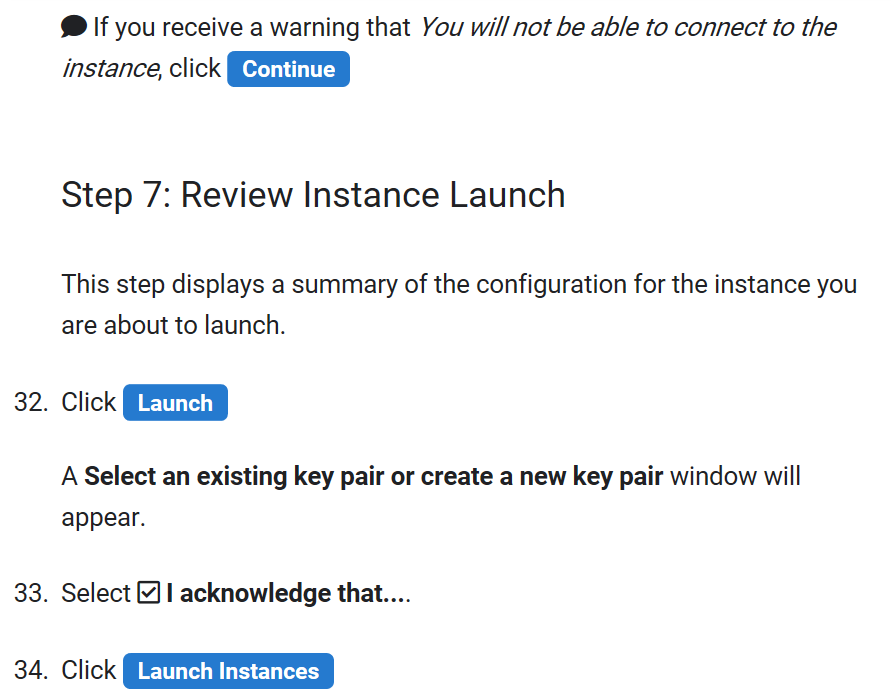 If you receive a warning that You will not be able to connect to the
instance, click Continue
Step 7: Review Instance Launch
This step displays a summary of the configuration for the instance you
are about to launch.
32. Click Launch
A Select an existing key pair or create a new key pair window will
appear.
33. Select I acknowledge that....
34. Click Launch Instances